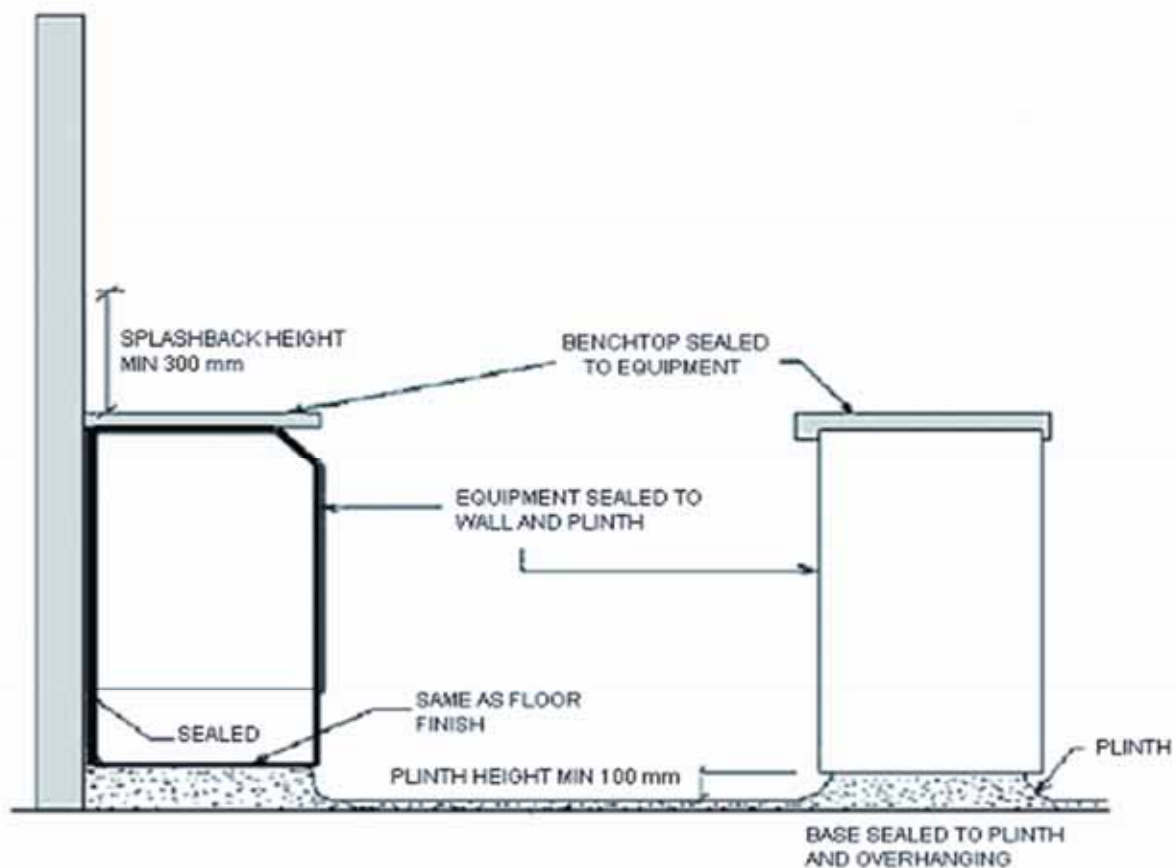 SPLASHBACK HEIGHT
MIN 300 mm
BENCHTOP SEALED
TO EQUIPMENT
EQUIPMENT SEALED TO
WALL AND PLINTH
SAME AS FLOOR
FINISH
SEALED
PLINTH
PLINTH HEIGHT MIN 100 mm
BASE SEALED TO PLINTH
AND OVERHANGING